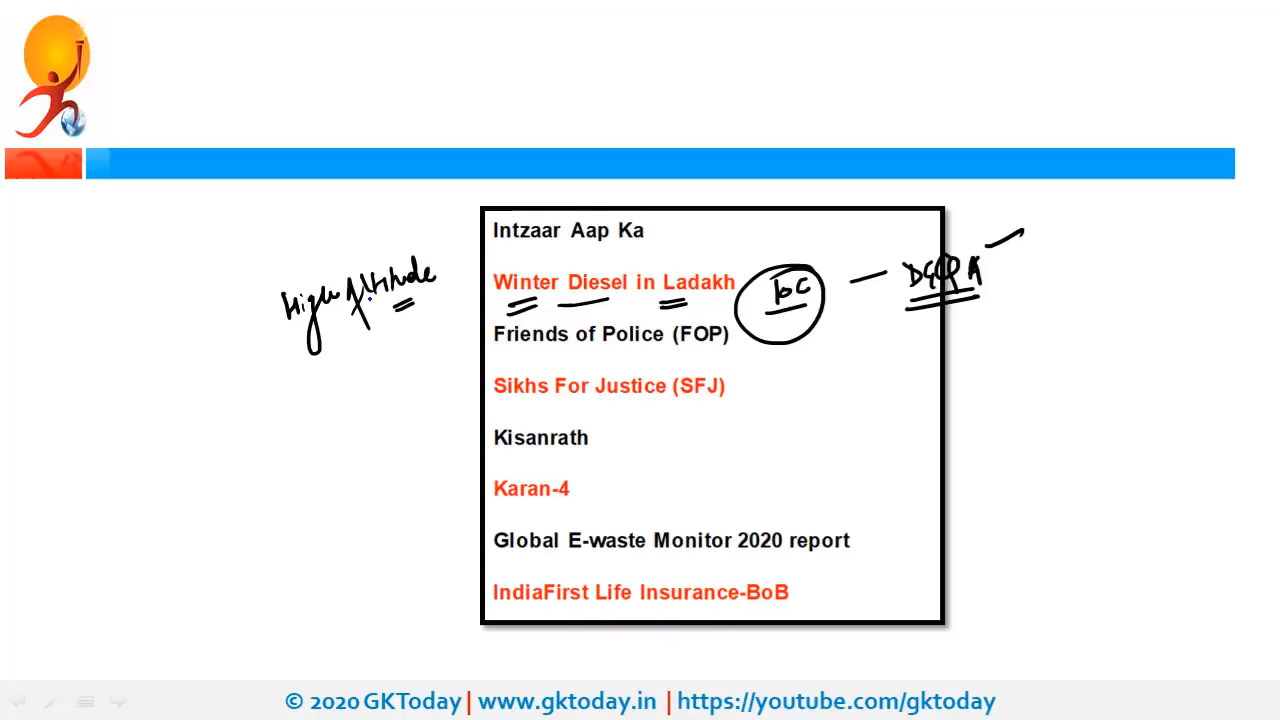 Intzaar Aap Ka
High Altitude
Winter Diesel in Ladakh IOC — DGQA
Friends of Police (FOP)
Sikhs For Justice (SFJ)
Kisanrath
Karan-4
Global E-waste Monitor 2020 report
IndiaFirst Life Insurance-BoB
© 2020 GKToday | www.gktoday.in | https://youtube.com/gktoday